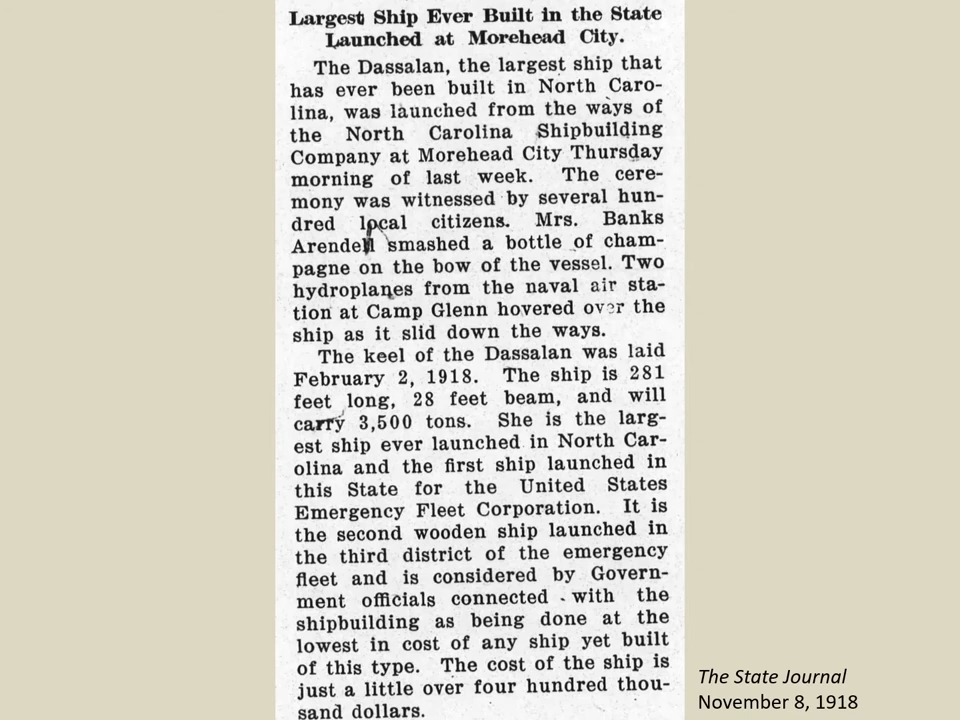 Largest Ship Ever Built in the State
Launched at Morehead City.
The Dassalan, the largest ship that
has ever been built in North Caro-
lina, was launched from the ways of
the North Carolina Shipbuilding
Company at Morehead City Thursday
morning of last week. The cere-
mony was witnessed by several hun-
dred local citizens. Mrs. Banks
Arendell smashed a bottle of cham-
pagne on the bow of the vessel. Two
hydroplanes from the naval air sta-
tion at Camp Glenn hovered over the
ship as it slid down the ways.
The keel of the Dassalan was laid
February 2, 1918. The ship is 281
feet long, 28 feet beam, and will
carry 3,500 tons. She is the larg-
est ship ever launched in North Car-
olina and the first ship launched in
this State for the United States
Emergency Fleet Corporation. It is
the second wooden ship launched in
the third district of the emergency
fleet and is considered by Govern-
ment officials connected with the
shipbuilding as being done at the
lowest in cost of any ship yet built
of this type. The cost of the ship is
just a little over four hundred thou-
sand dollars.
The State Journal
November 8, 1918